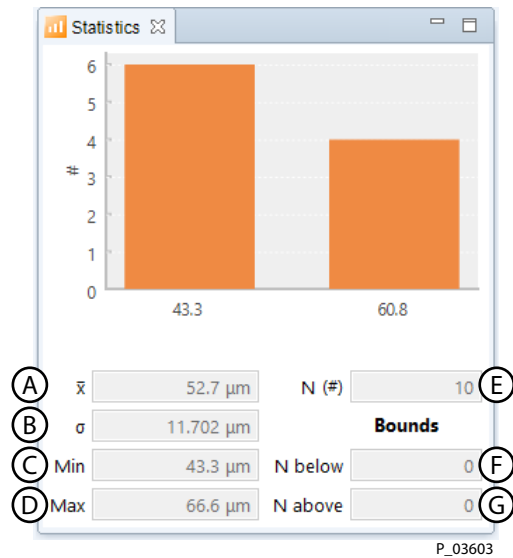 Statistics
6
5
4
3
2
1
0
#
43.3 60.8
A x̄ 52.7 µm N (#) 10 E
B σ 11.702 µm Bounds
C Min 43.3 µm N below 0 F
D Max 66.6 µm N above 0 G
P_03603